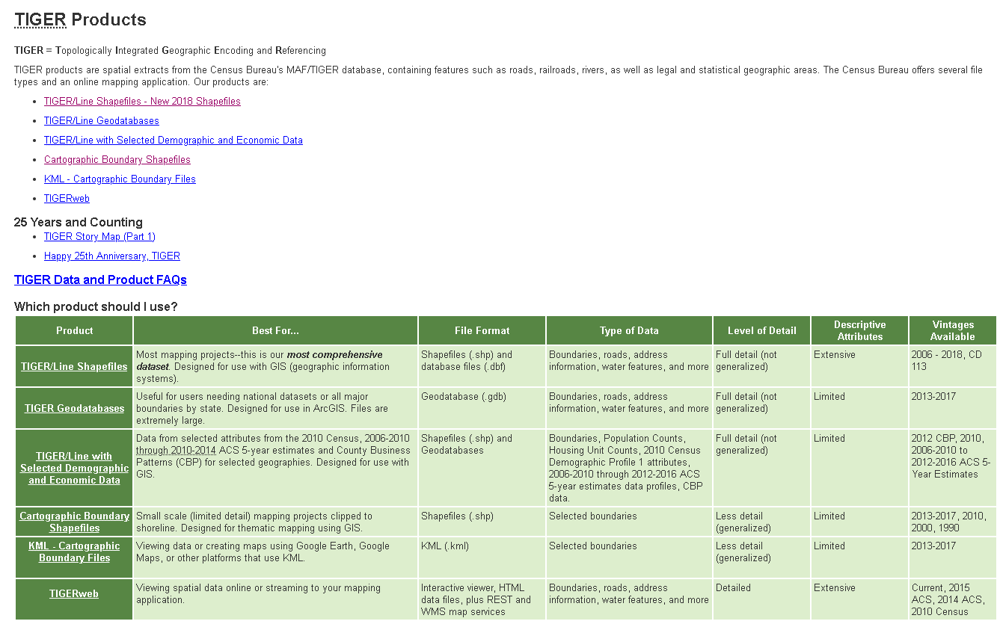 TIGER Products
TIGER = Topologically Integrated Geographic Encoding and Referencing
TIGER products are spatial extracts from the Census Bureau's MAF/TIGER database, containing features such as roads, railroads, rivers, as well as legal and statistical geographic areas. The Census Bureau offers several file
types and an online mapping application. Our products are:
• TIGER/Line Shapefiles - New 2018 Shapefiles
• TIGER/Line Geodatabases
• TIGER/Line with Selected Demographic and Economic Data
• Cartographic Boundary Shapefiles
• KML - Cartographic Boundary Files
• TIGERweb
25 Years and Counting
• TIGER Story Map (Part 1)
• Happy 25th Anniversary, TIGER
TIGER Data and Product FAQs
Which product should I use?
Product
Best For...
File Format
Type of Data
Level of Detail
Descriptive
Attributes
Vintages
Available
TIGER/Line Shapefiles
Most mapping projects--this is our most comprehensive
dataset. Designed for use with GIS (geographic information
systems).
Shapefiles (.shp) and
database files (.dbf)
Boundaries, roads, address
information, water features, and more
Full detail (not
generalized)
Extensive
2006 - 2018, CD
113
TIGER Geodatabases
Useful for users needing national datasets or all major
boundaries by state. Designed for use in ArcGIS. Files are
extremely large.
Geodatabase (.gdb)
Boundaries, roads, address
information, water features, and more
Full detail (not
generalized)
Limited
2013-2017
TIGER/Line with
Selected Demographic
and Economic Data
Data from selected attributes from the 2010 Census, 2006-2010
through 2010-2014 ACS 5-year estimates and County Business
Patterns (CBP) for selected geographies. Designed for use with
GIS.
Shapefiles (.shp) and
Geodatabases
Boundaries, Population Counts,
Housing Unit Counts, 2010 Census
Demographic Profile 1 attributes,
2006-2010 through 2012-2016 ACS
5-year estimates data profiles, CBP
data.
Full detail (not
generalized)
Limited
2012 CBP, 2010,
2006-2010 to
2012-2016 ACS 5-
Year Estimates
Cartographic Boundary
Shapefiles
Small scale (limited detail) mapping projects clipped to
shoreline. Designed for thematic mapping using GIS.
Shapefiles (.shp)
Selected boundaries
Less detail
(generalized)
Limited
2013-2017, 2010,
2000, 1990
KML - Cartographic
Boundary Files
Viewing data or creating maps using Google Earth, Google
Maps, or other platforms that use KML.
KML (.kml)
Selected boundaries
Less detail
(generalized)
Limited
2013-2017
TIGERweb
Viewing spatial data online or streaming to your mapping
application.
Interactive viewer, HTML
data files, plus REST and
WMS map services
Boundaries, roads, address
information, water features, and more
Detailed
Extensive
Current, 2015
ACS, 2014 ACS,
2010 Census